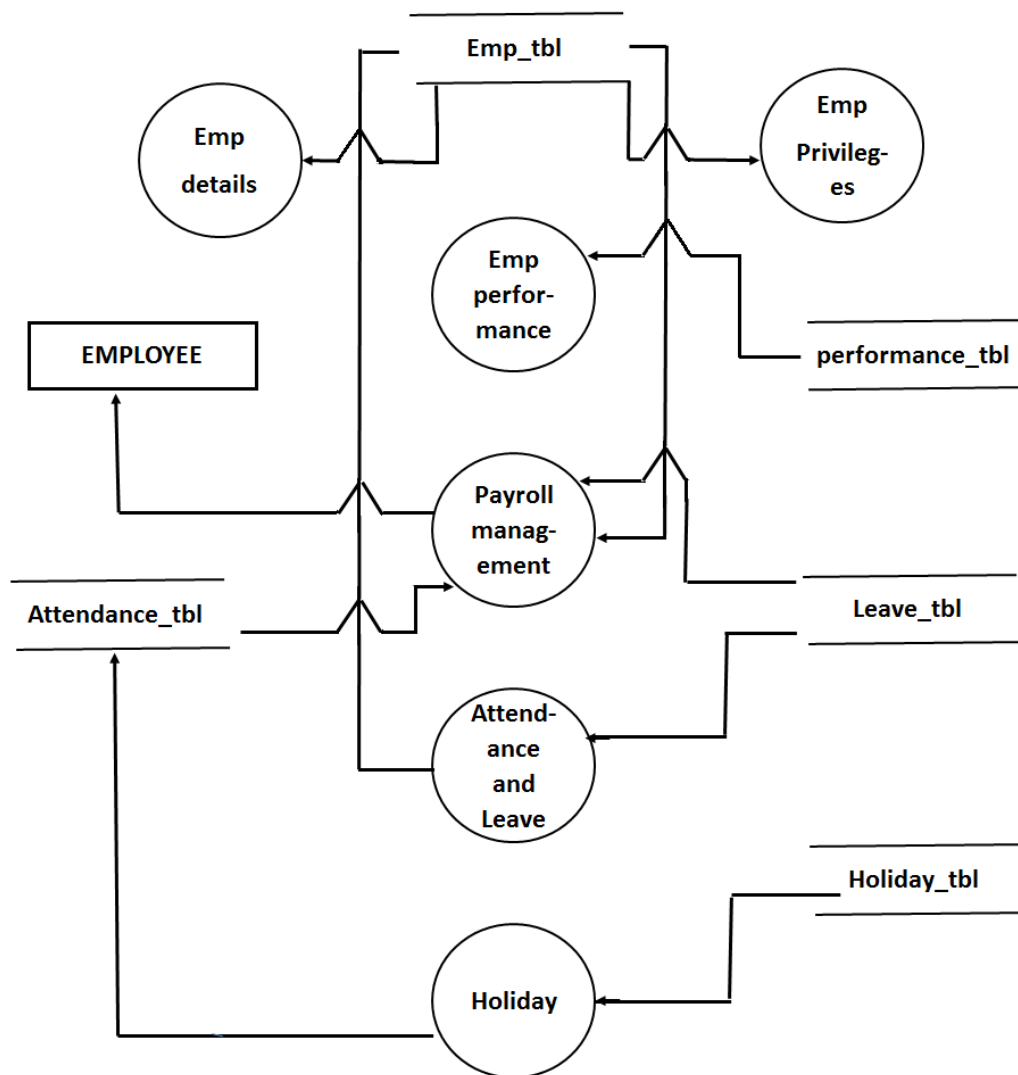 Emp_tbl
Emp
details
Emp
Privileg-
es
Emp
perfor-
mance
EMPLOYEE
performance_tbl
Payroll
manag-
ement
Attendance_tbl
Leave_tbl
Attend-
ance
and
Leave
Holiday_tbl
Holiday